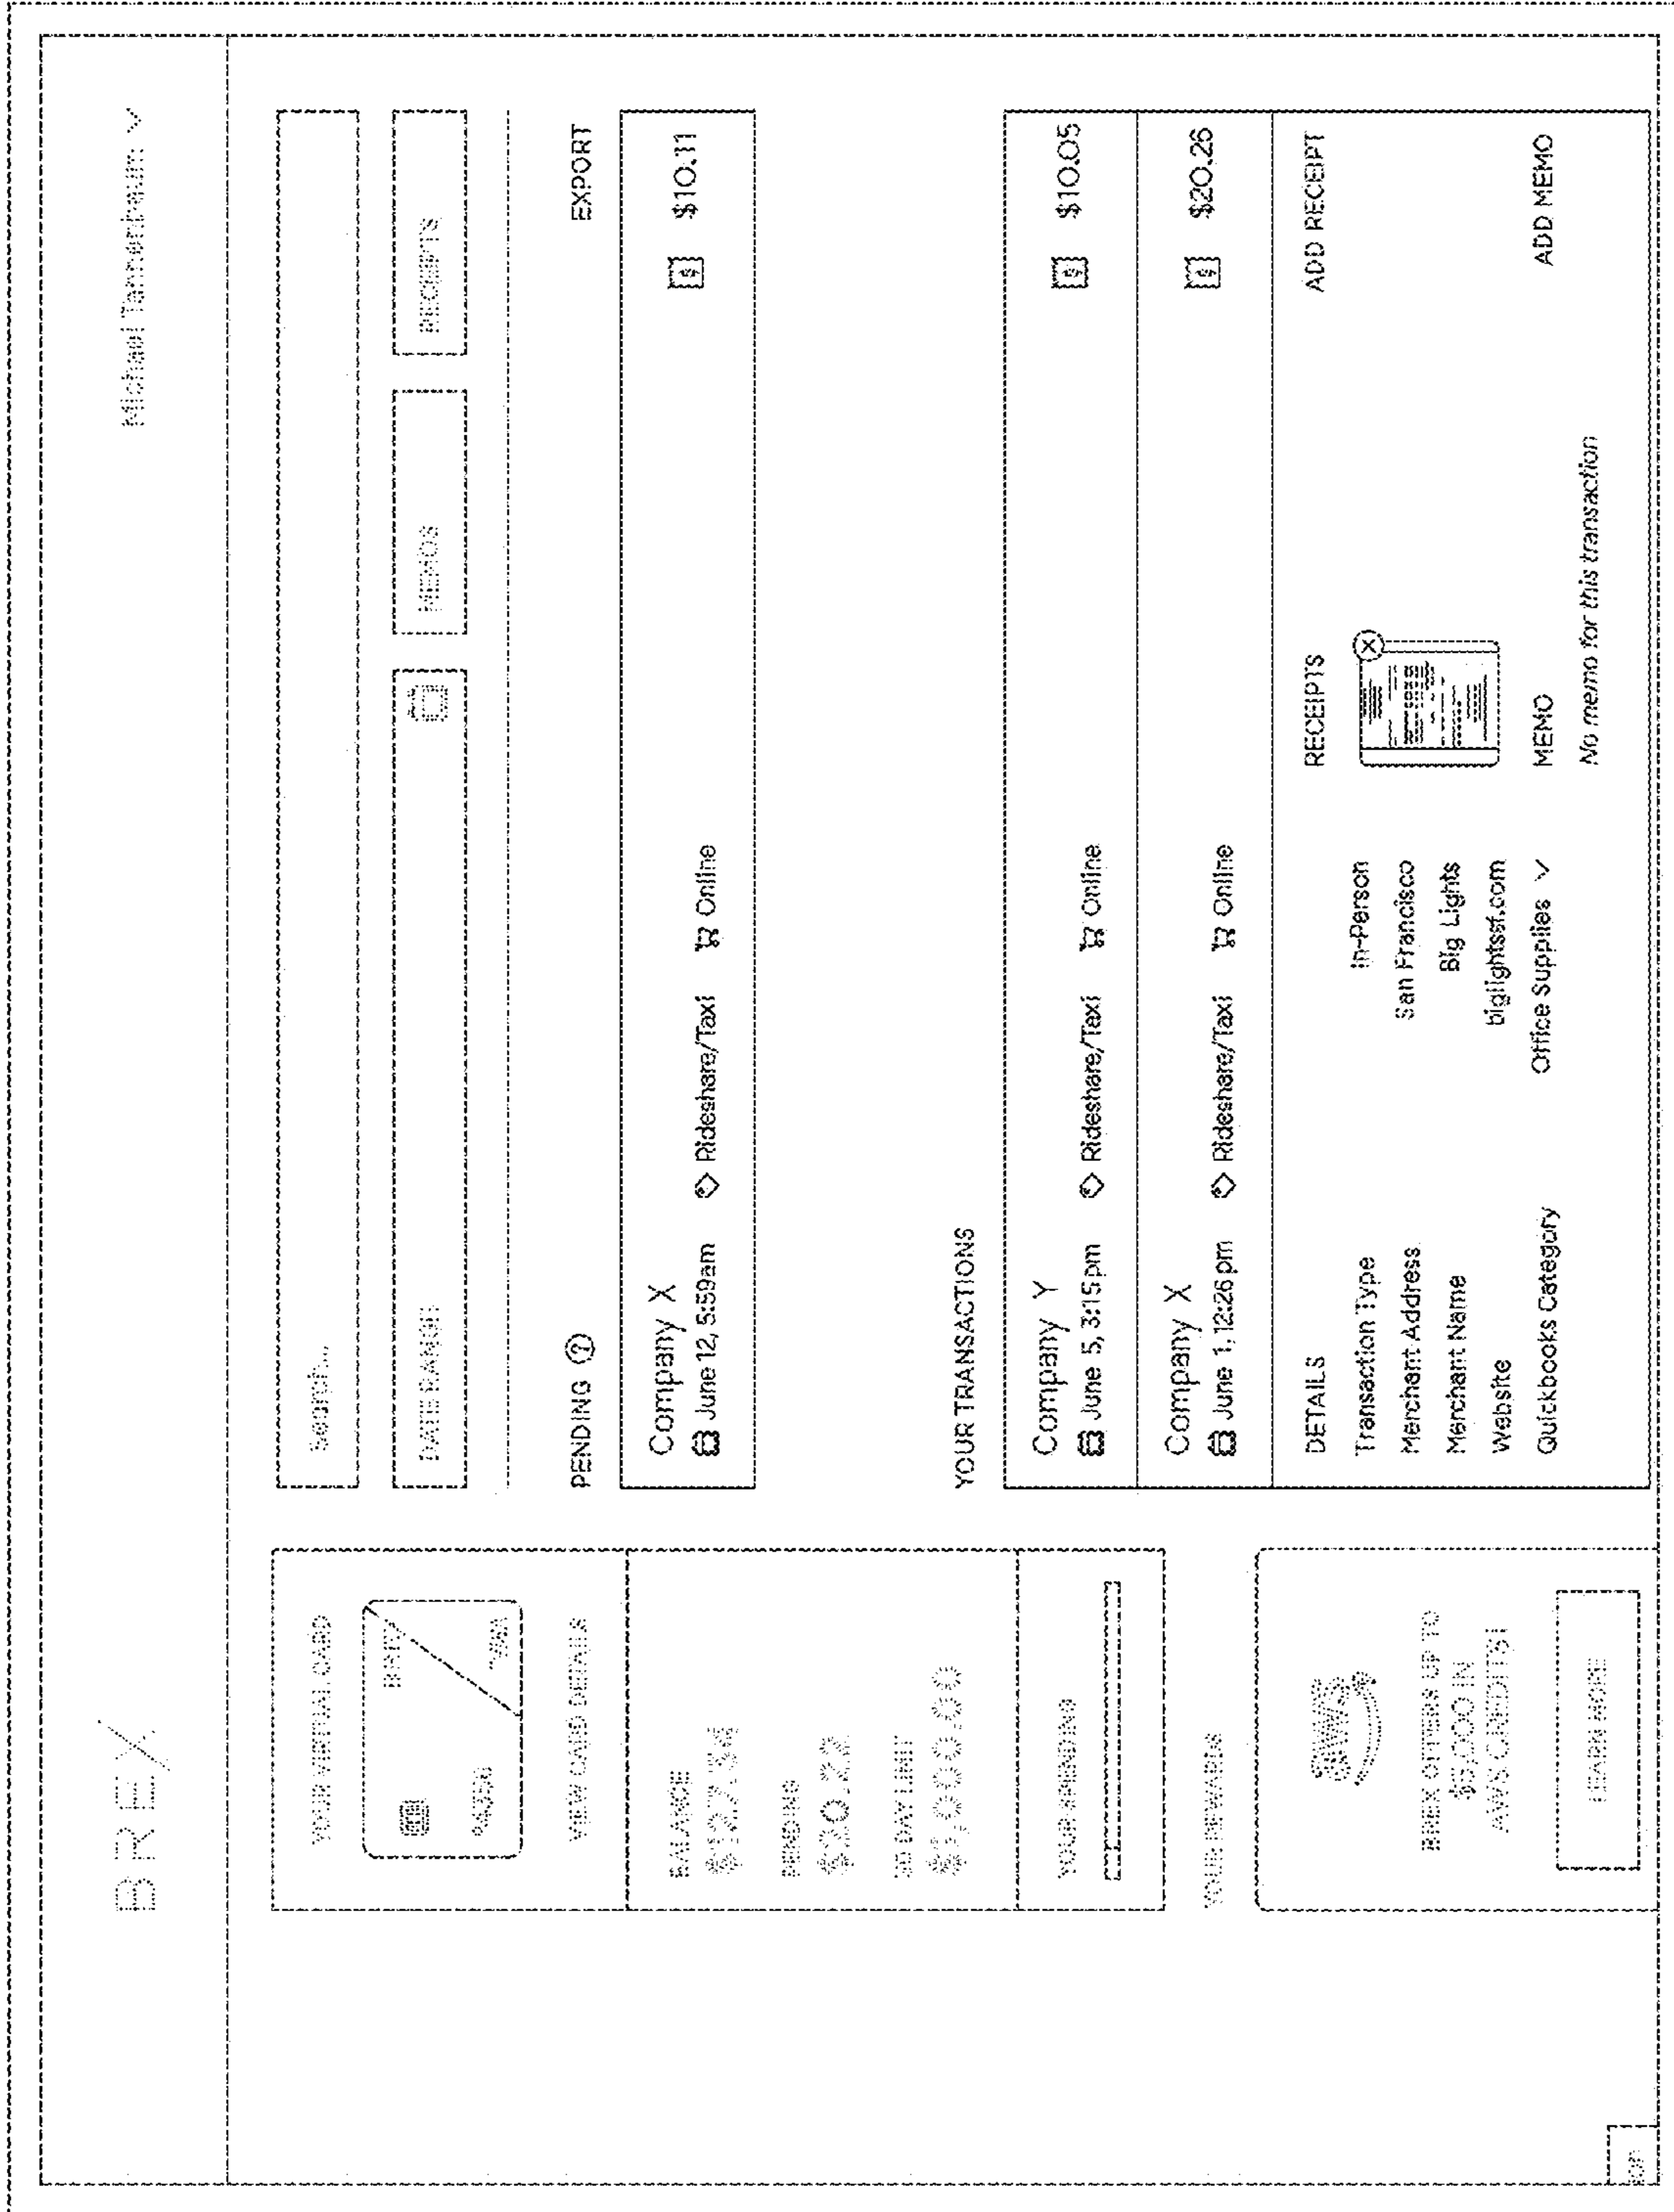 BREX
Michael Tannenbaum
YOUR VIRTUAL CARD
BREX
VISA
VIEW CARD DETAILS
BALANCE
PENDING
$20.22
30 DAY LIMIT
YOUR SPENDING
YOUR REWARDS
aws
BREX OFFERS UP TO
$5,000 IN
AWS CREDITS!
LEARN MORE
Search...
DATE RANGE
MEMOS
RECEIPTS
PENDING ?
EXPORT
Company X
June 12, 5:59am Rideshare/Taxi Online
$10.11
YOUR TRANSACTIONS
Company Y
June 5, 3:15pm Rideshare/Taxi Online
$10.05
Company X
June 1, 12:26pm Rideshare/Taxi Online
$20.26
DETAILS
Transaction Type In-Person
Merchant Address San Francisco
Merchant Name Big Lights
Website biglightssf.com
Quickbooks Category Office Supplies
RECEIPTS
ADD RECEIPT
MEMO
ADD MEMO
No memo for this transaction